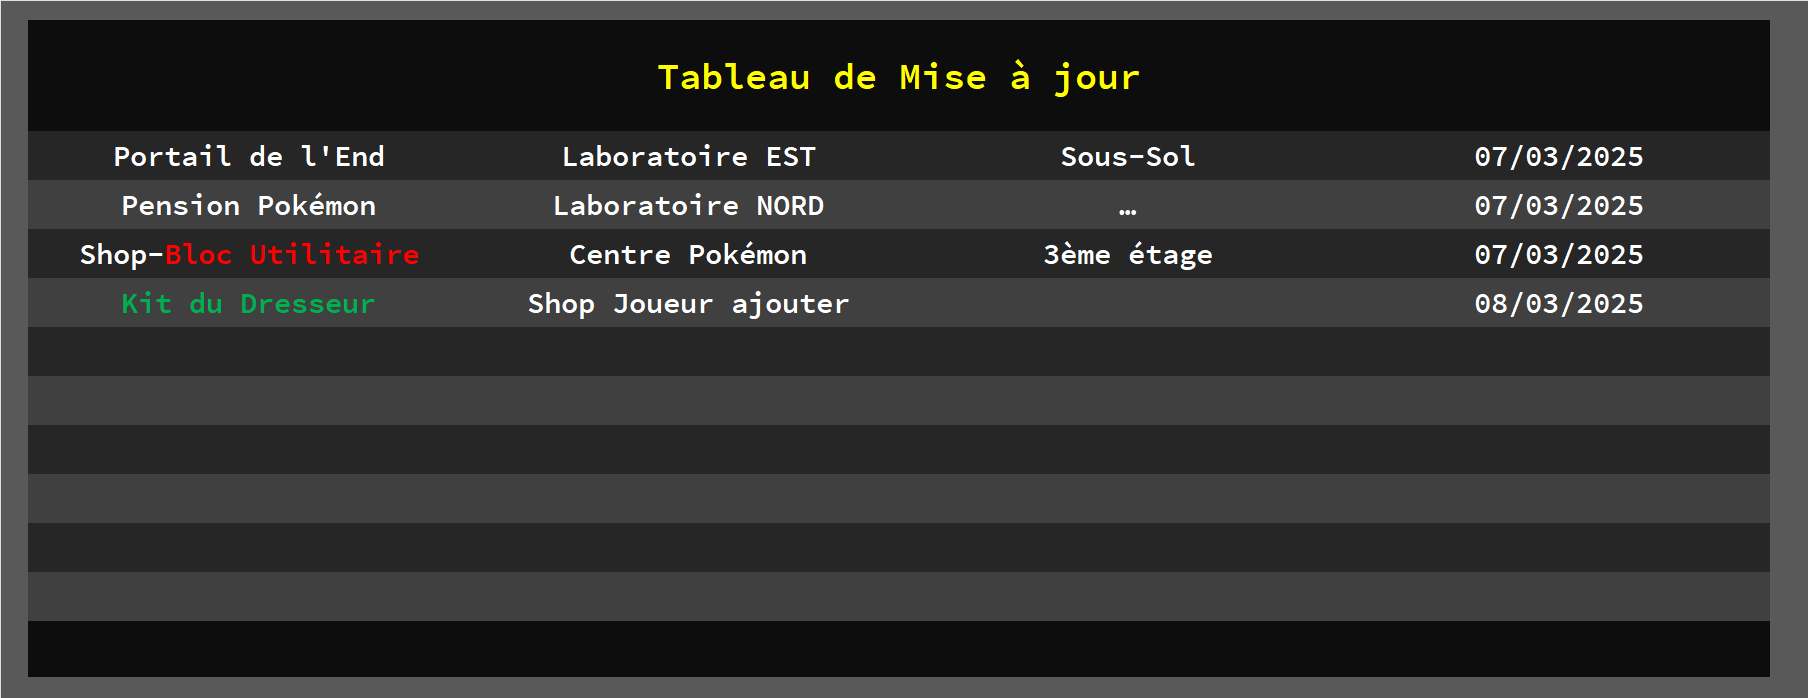 Tableau de Mise à jour
Portail de l'End Laboratoire EST Sous-Sol 07/03/2025
Pension Pokémon Laboratoire NORD … 07/03/2025
Shop-Bloc Utilitaire Centre Pokémon 3ème étage 07/03/2025
Kit du Dresseur Shop Joueur ajouter 08/03/2025